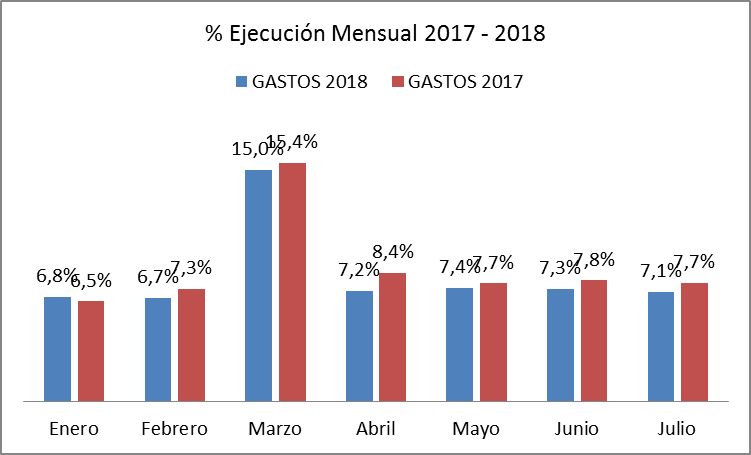 % Ejecución Mensual 2017 - 2018
GASTOS 2018 GASTOS 2017
15,0% 15,4%
6,8% 6,5% 6,7% 7,3% 7,2% 8,4% 7,4% 7,7% 7,3% 7,8% 7,1% 7,7%
Enero Febrero Marzo Abril Mayo Junio Julio